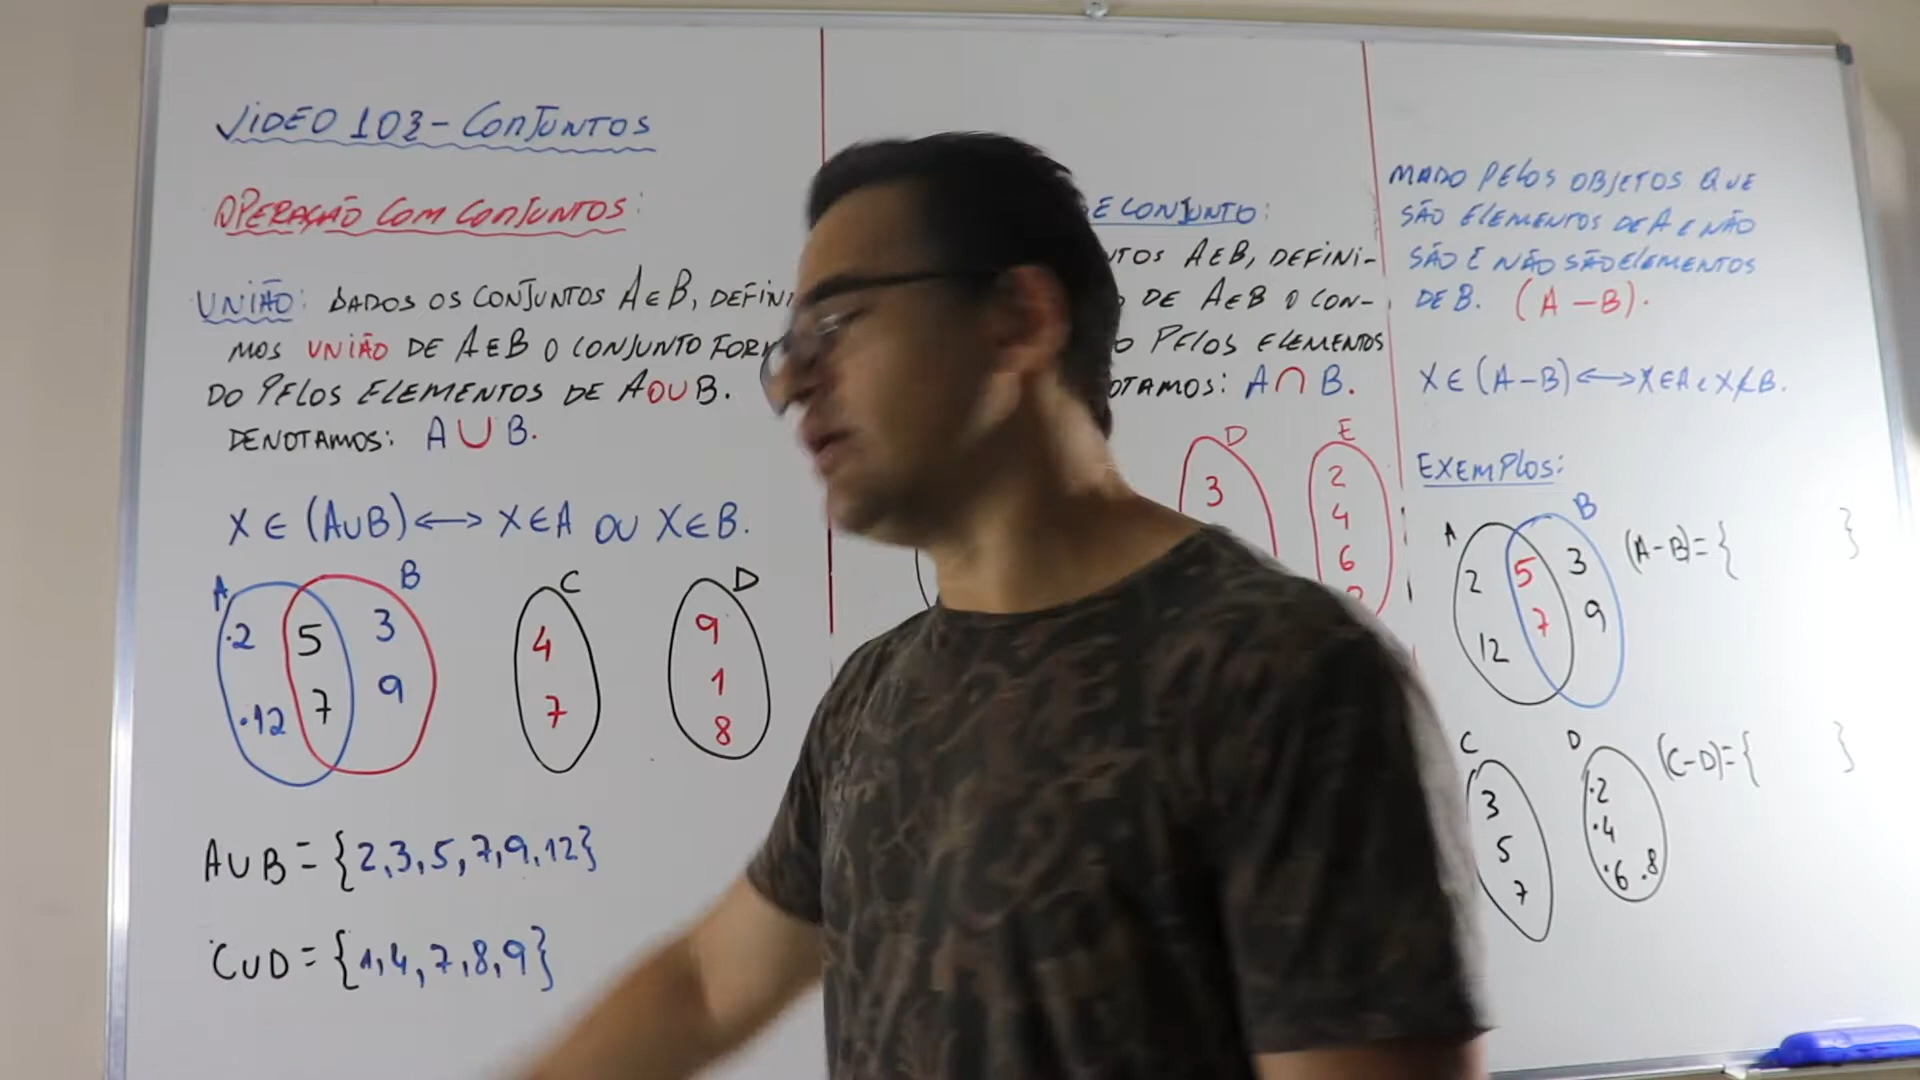 VIDEO 103 - CONJUNTOS
OPERAÇÃO COM CONJUNTOS:
UNIÃO: DADOS OS CONJUNTOS A E B, DEFINI
MOS UNIÃO DE A E B O CONJUNTO FORM
DO PELOS ELEMENTOS DE A OU B.
DENOTAMOS: A ∪ B.
X ∈ (A∪B) ⟷ X∈A OU X∈B.
A B C D
.2 5 3 4 9
.12 7 9 7 1
8
A∪B = {2,3,5,7,9,12}
C∪D = {1,4,7,8,9}
E CONJUNTO:
NTOS A E B, DEFINI-
DE A E B O CON-
O PELOS ELEMENTOS
OTAMOS: A ∩ B.
D E
3 2
4
6
MADO PELOS OBJETOS QUE
SÃO ELEMENTOS DE A E NÃO
SÃO E NÃO SÃO ELEMENTOS
DE B. (A - B).
X ∈ (A-B) ⟷ X∈A e X∉B.
EXEMPLOS:
A B
2 5 3
12 7 9
(A-B)={ }
C D
3 .2
5 .4
7 .6 .8
(C-D)={ }